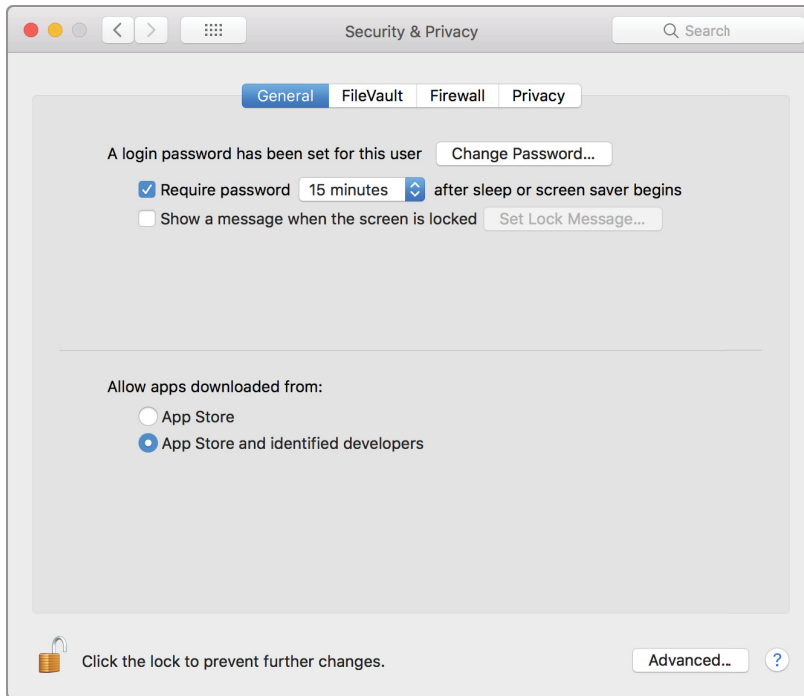 Security & Privacy
Search
General FileVault Firewall Privacy
A login password has been set for this user Change Password...
Require password 15 minutes after sleep or screen saver begins
Show a message when the screen is locked Set Lock Message...
Allow apps downloaded from:
App Store
App Store and identified developers
Click the lock to prevent further changes.
Advanced... ?